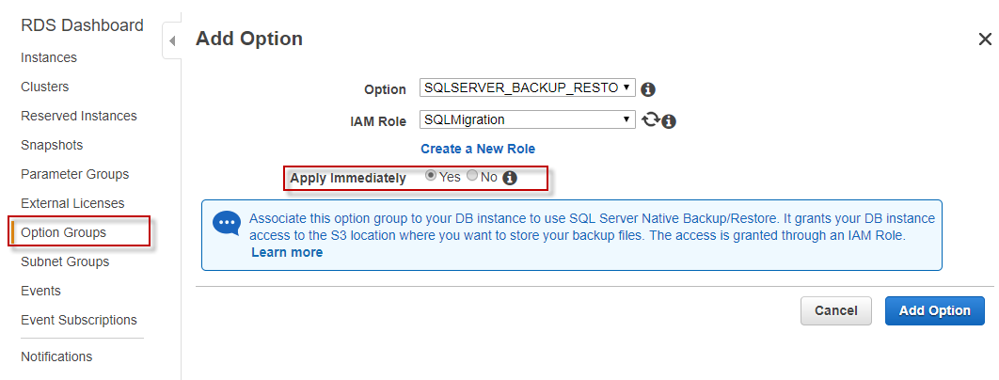 RDS Dashboard
Instances
Clusters
Reserved Instances
Snapshots
Parameter Groups
External Licenses
Option Groups
Subnet Groups
Events
Event Subscriptions
Notifications
Add Option
Option SQLSERVER_BACKUP_RESTO
IAM Role SQLMigration
Create a New Role
Apply Immediately Yes No
Associate this option group to your DB instance to use SQL Server Native Backup/Restore. It grants your DB instance
access to the S3 location where you want to store your backup files. The access is granted through an IAM Role.
Learn more
Cancel Add Option